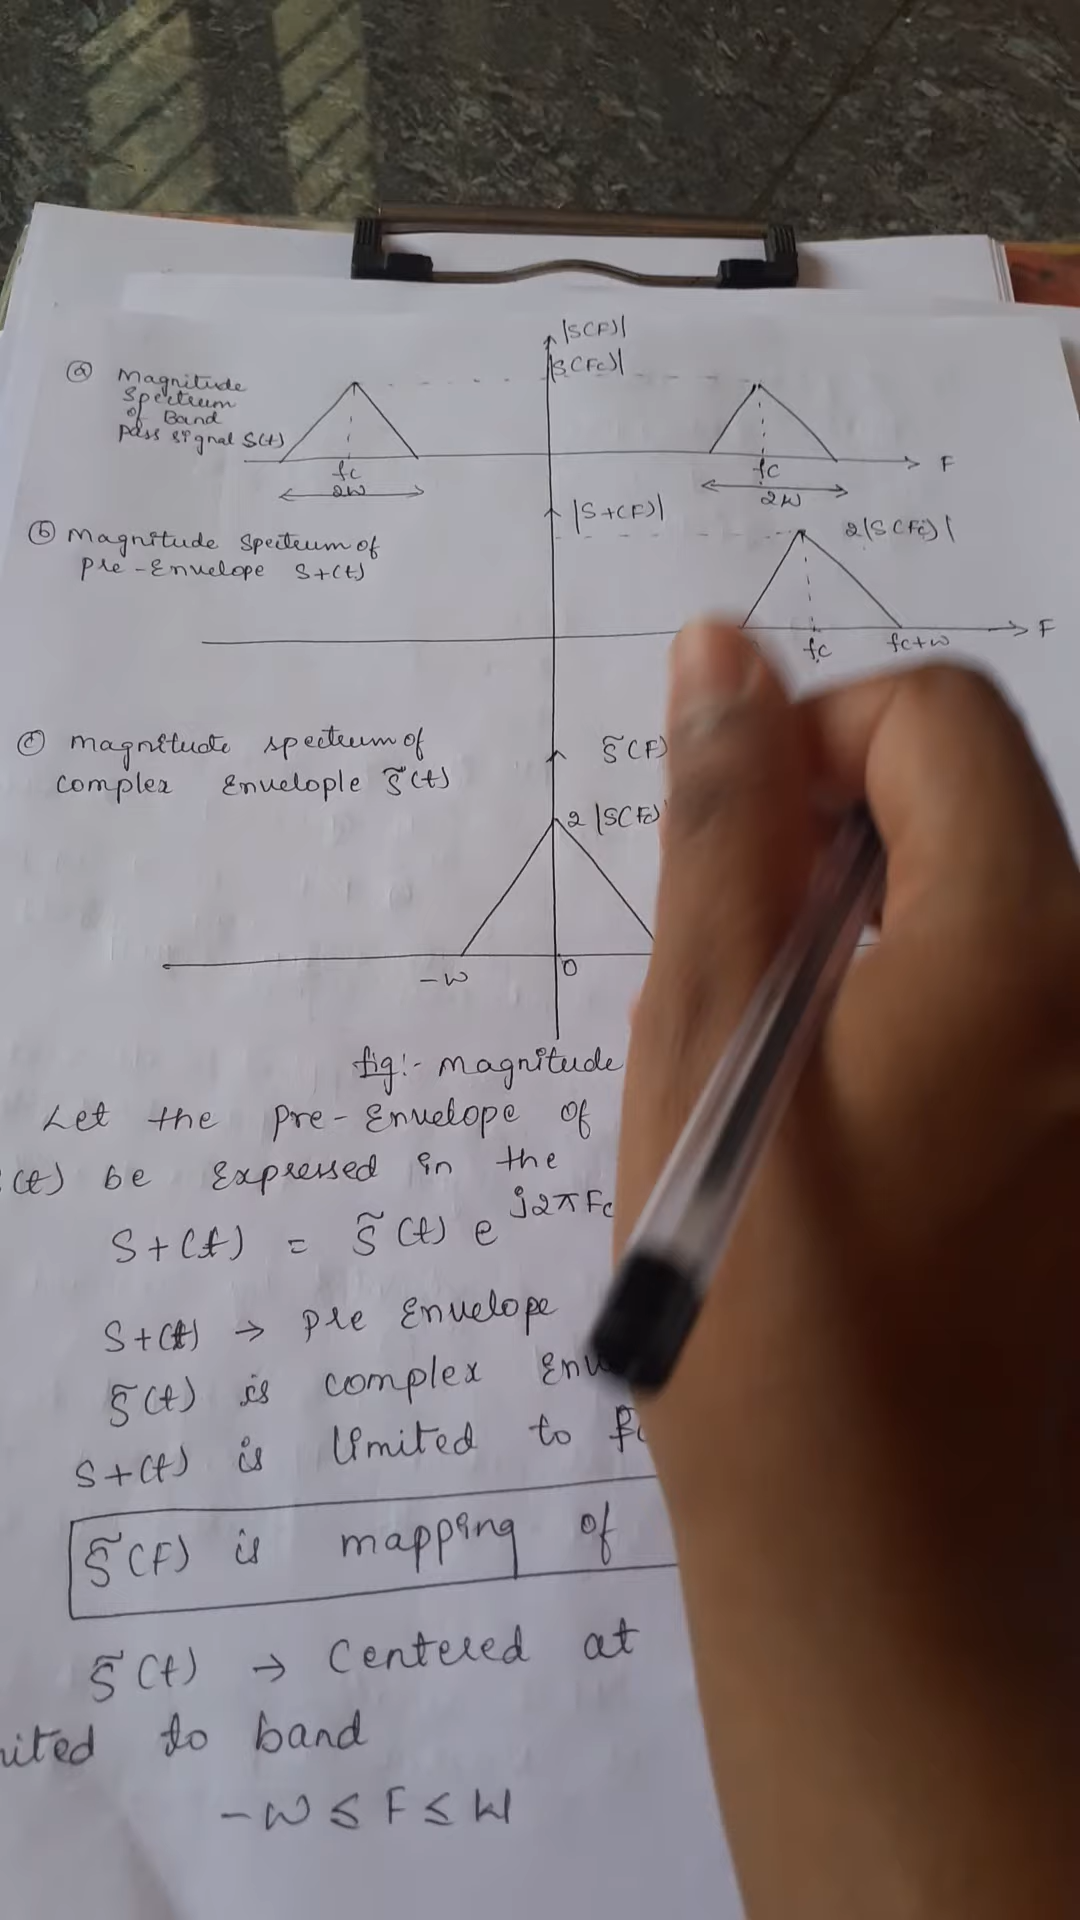 |S(F)|
|S(Fc)|
ⓐ Magnitude
Spectrum
of Band
pass signal S(t)
fc
2W
fc
2W
F
|S+(F)|
ⓑ Magnitude Spectrum of
Pre-Envelope S+(t)
2|S(Fc)|
fc
fc+w
F
ⓒ magnitude spectrum of
complex Envelople S̃(t)
S̃(F)
2|S(Fc)
-w
0
fig:- magnitude
Let the Pre-Envelope of
(t) be Expressed in the
S+(t) = S̃(t) e j2πFc
S+(t) → Pre Envelope
S̃(t) is complex
S+(t) is limited to
S̃(F) is mapping of
S̃(t) → Centered at
to band
-W ≤ F ≤ W